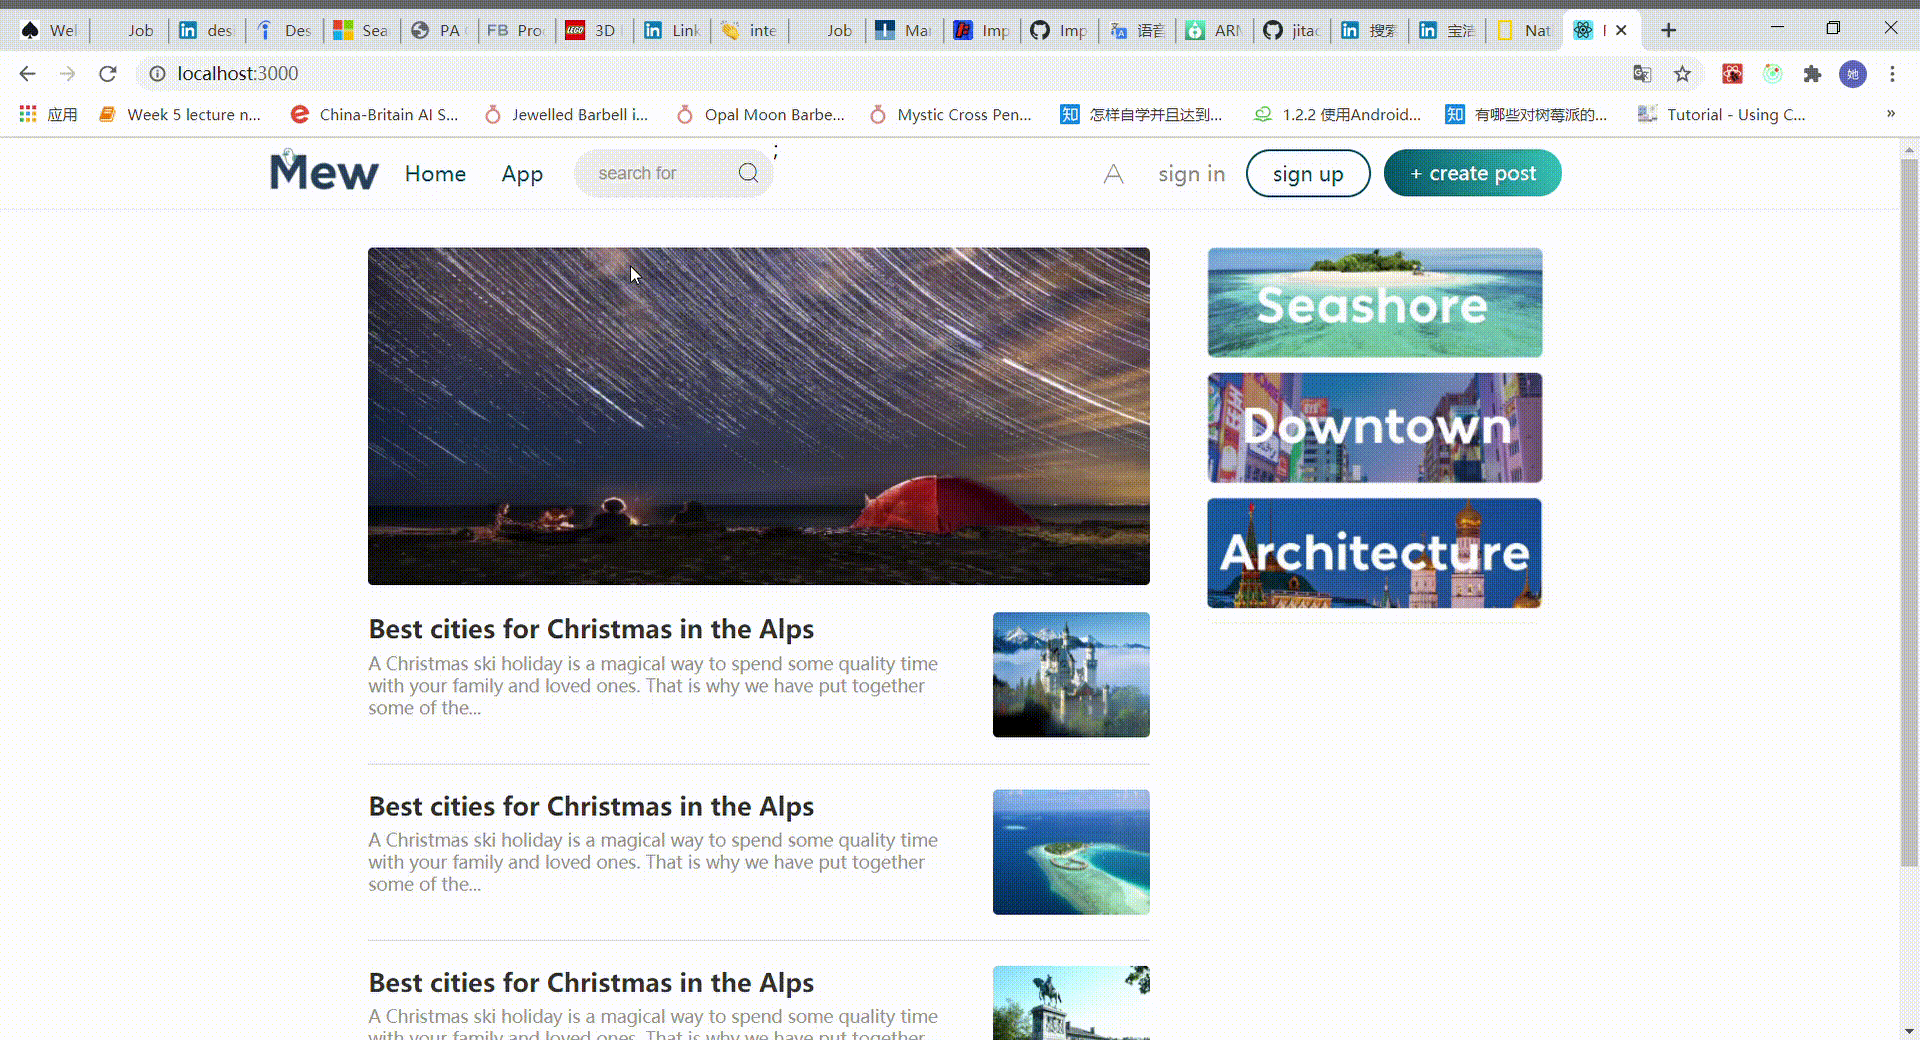 Wel Job des Des Sea PA FB Pro 3D Link inte Job Mar Imp Imp 语言 ARM jitac 搜索 宝洁 Nat
localhost:3000
应用 Week 5 lecture n... China-Britain AI S... Jewelled Barbell i... Opal Moon Barbe... Mystic Cross Pen... 怎样自学并且达到... 1.2.2 使用Android... 有哪些对树莓派的... Tutorial - Using C... »
Mew Home App search for ; A sign in sign up + create post
Seashore
Downtown
Architecture
Best cities for Christmas in the Alps
A Christmas ski holiday is a magical way to spend some quality time
with your family and loved ones. That is why we have put together
some of the...
Best cities for Christmas in the Alps
A Christmas ski holiday is a magical way to spend some quality time
with your family and loved ones. That is why we have put together
some of the...
Best cities for Christmas in the Alps
A Christmas ski holiday is a magical way to spend some quality time
with your family and loved ones. That is why we have put together